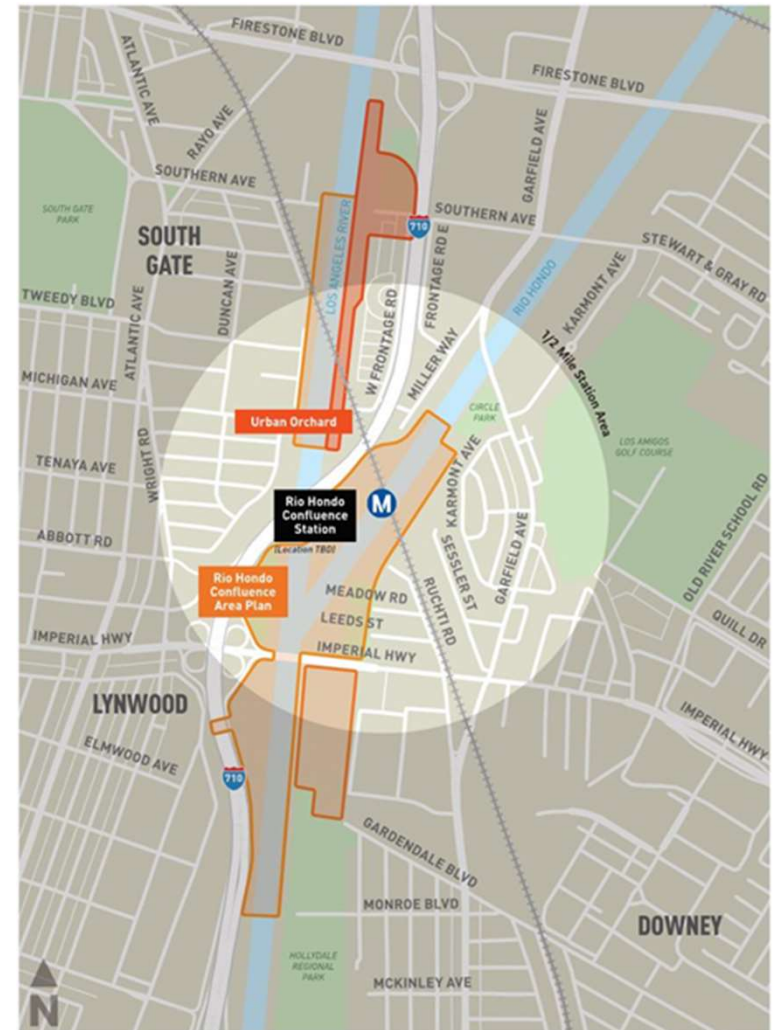 FIRESTONE BLVD
FIRESTONE BLVD
ATLANTIC AVE
RAYO AVE
GARFIELD AVE
SOUTHERN AVE
SOUTH GATE
PARK
LOS ANGELES RIVER
SOUTHERN AVE
710
STEWART & GRAY RD
SOUTH
GATE
DUNCAN AVE
FRONTAGE RD E
RIO HONDO
KARMONT AVE
TWEEDY BLVD
ATLANTIC AVE
W FRONTAGE RD
MILLER WAY
1/2 Mile Station Area
MICHIGAN AVE
Urban Orchard
CIRCLE
PARK
LOS AMIGOS
GOLF COURSE
WRIGHT RD
TENAYA AVE
KARMONT AVE
Rio Hondo
Confluence
Station
(Location TBD)
M
OLD RIVER SCHOOL RD
ABBOTT RD
SESSLER ST
GARFIELD AVE
Rio Hondo
Confluence
Area Plan
MEADOW RD
RUCHTI RD
LEEDS ST
QUILL DR
IMPERIAL HWY
IMPERIAL HWY
LYNWOOD
IMPERIAL HWY
ELMWOOD AVE
710
GARDENDALE BLVD
MONROE BLVD
DOWNEY
HOLLYDALE
REGIONAL
PARK
MCKINLEY AVE
N